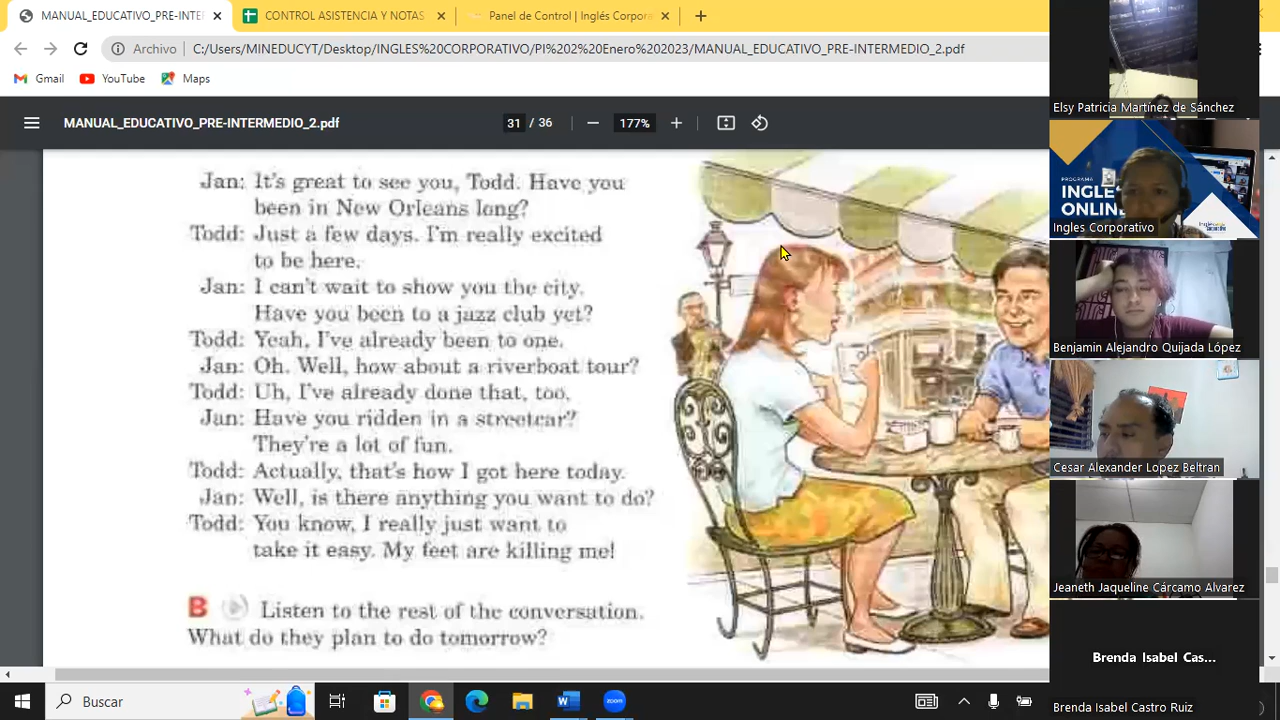 MANUAL_EDUCATIVO_PRE-INTER
CONTROL ASISTENCIA Y NOTAS
Panel de Control | Inglés Corpora
Archivo
C:/Users/MINEDUCYT/Desktop/INGLES%20CORPORATIVO/PI%202%20Enero%202023/MANUAL_EDUCATIVO_PRE-INTERMEDIO_2.pdf
Gmail
YouTube
Maps
MANUAL_EDUCATIVO_PRE-INTERMEDIO_2.pdf
31 / 36
177%
Jan: It's great to see you, Todd. Have you
been in New Orleans long?
Todd: Just a few days. I'm really excited
to be here.
Jan: I can't wait to show you the city.
Have you been to a jazz club yet?
Todd: Yeah, I've already been to one.
Jan: Oh. Well, how about a riverboat tour?
Todd: Uh, I've already done that, too.
Jan: Have you ridden in a streetcar?
They're a lot of fun.
Todd: Actually, that's how I got here today.
Jan: Well, is there anything you want to do?
Todd: You know, I really just want to
take it easy. My feet are killing me!
B Listen to the rest of the conversation.
What do they plan to do tomorrow?
Elsy Patricia Martínez de Sánchez
PROGRAMA
INGLÉS
ONLINE
Ingles Corporativo
Benjamin Alejandro Quijada López
Cesar Alexander Lopez Beltran
Jeaneth Jaqueline Cárcamo Alvarez
Brenda Isabel Cas...
Brenda Isabel Castro Ruiz
Buscar